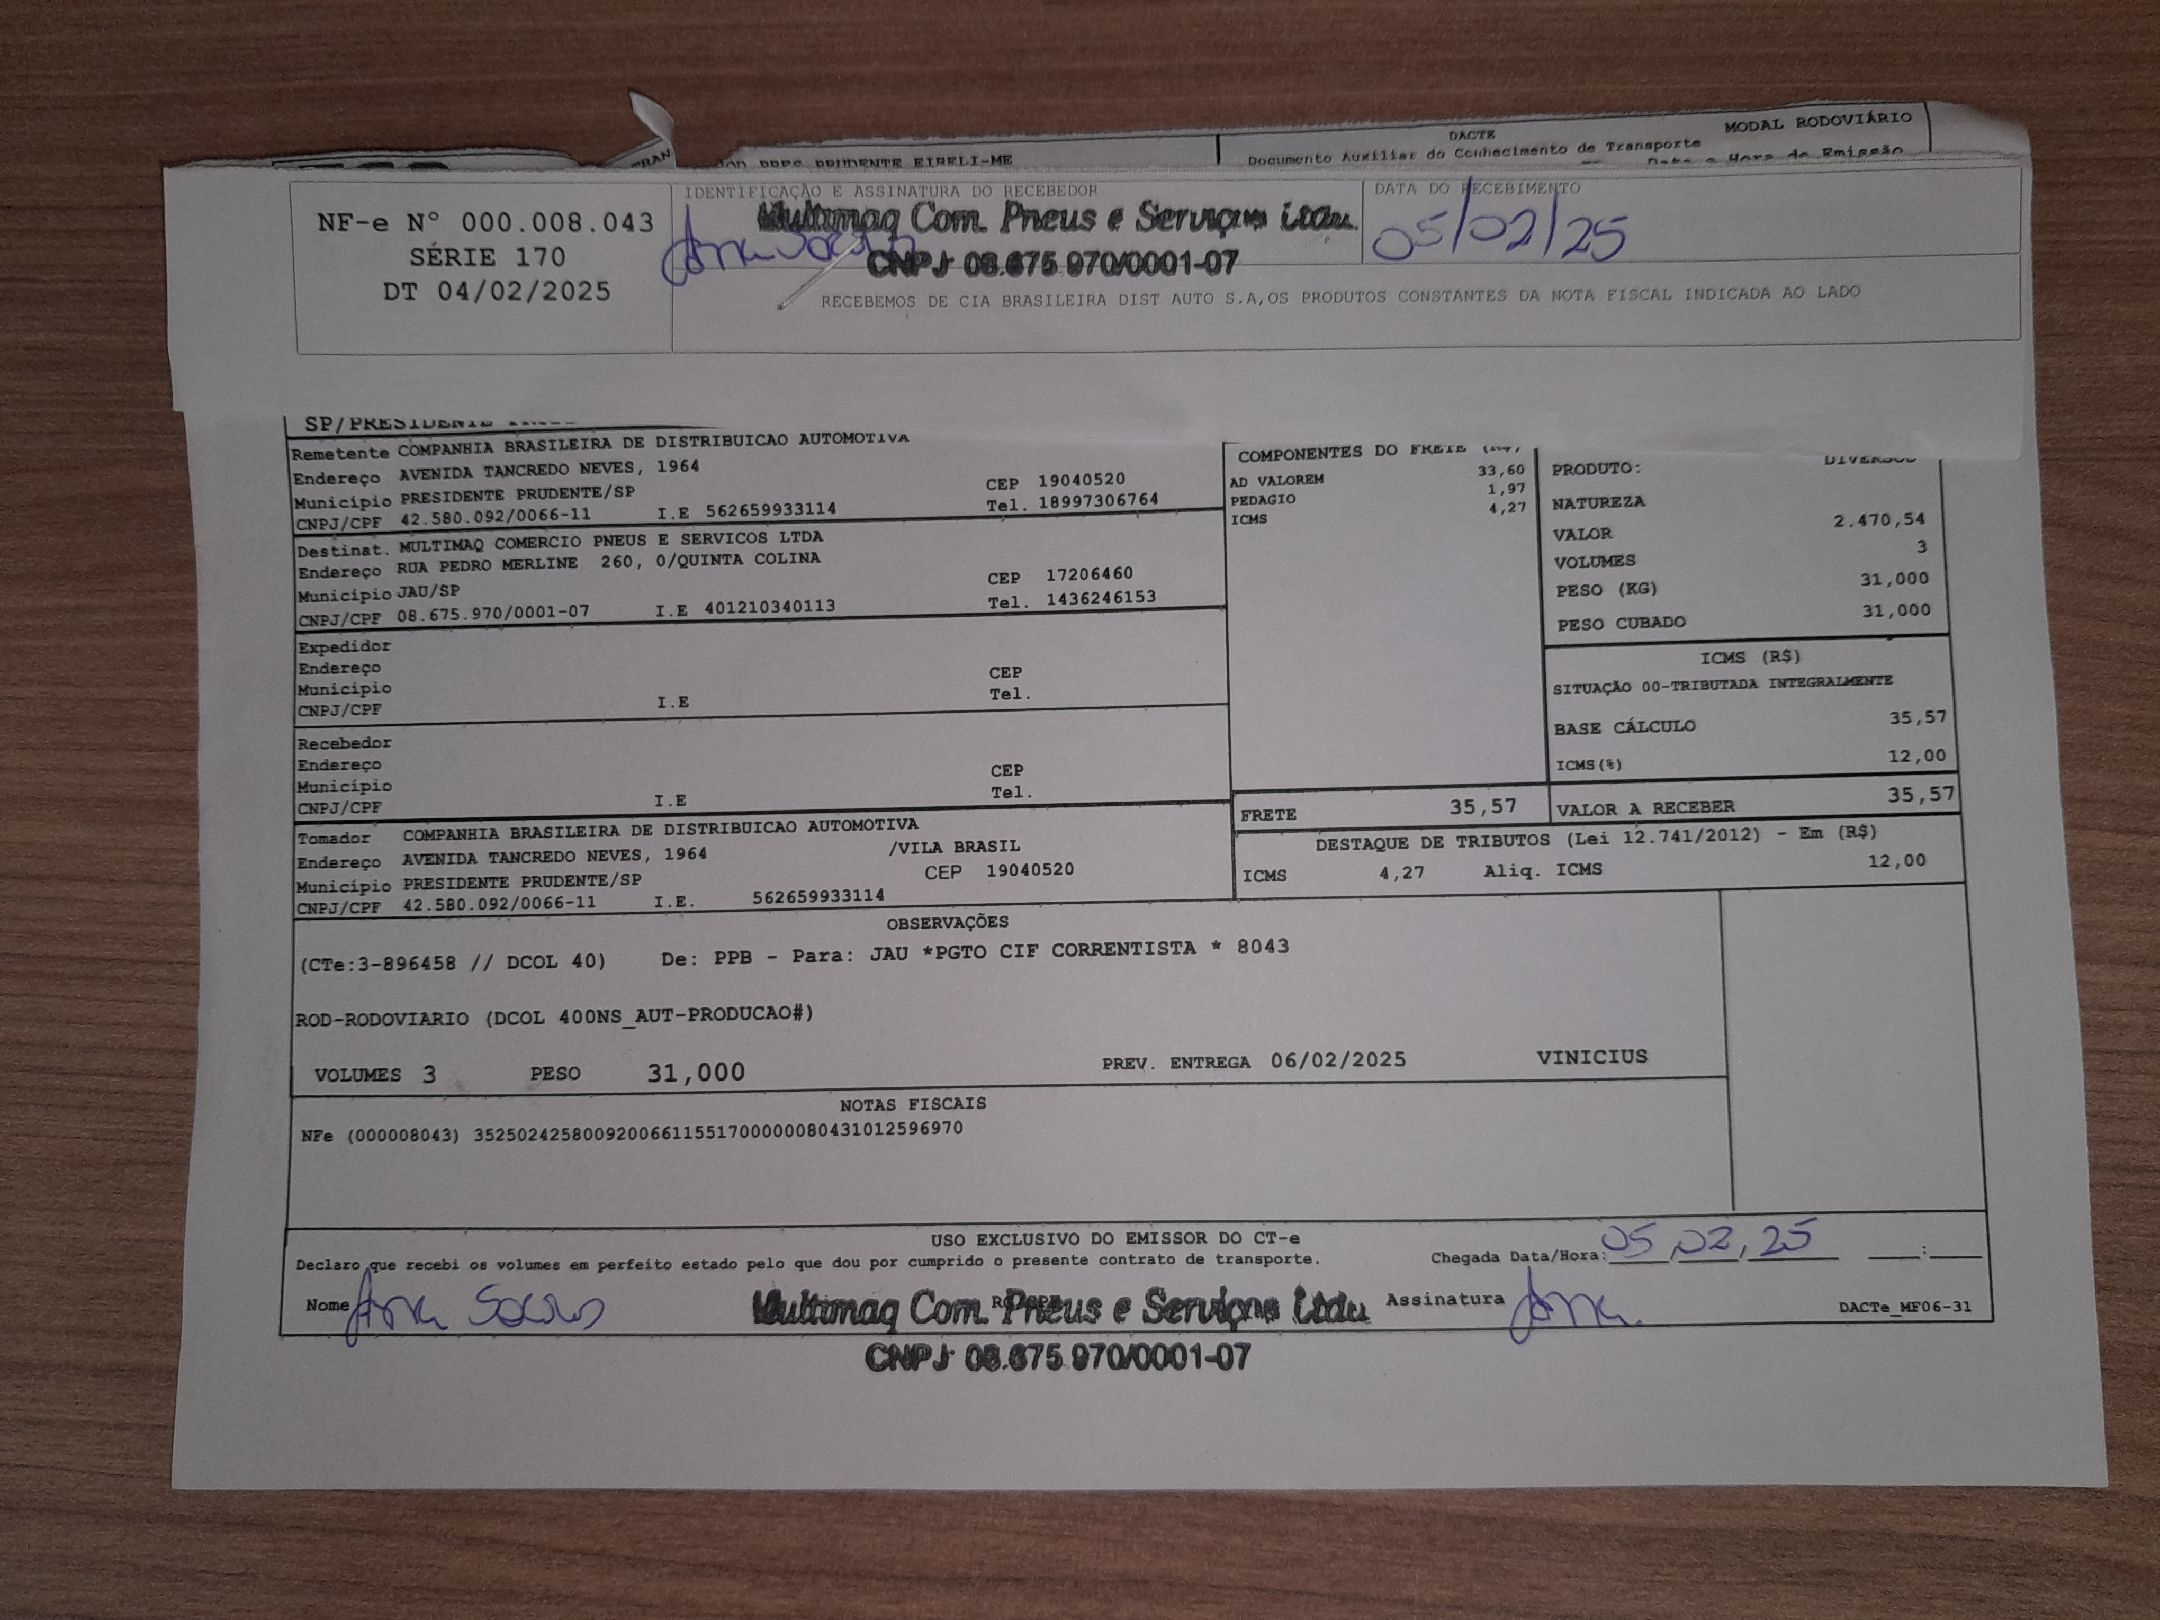 DACTE
MODAL RODOVIÁRIO
PRUDENTE EIRELI-ME
Documento Auxiliar do Conhecimento de Transporte
Data e Hora de Emissão
NF-e Nº 000.008.043
SÉRIE 170
DT 04/02/2025
IDENTIFICAÇÃO E ASSINATURA DO RECEBEDOR
Multimaq Com. Pneus e Serviços Ltda.
CNPJ 08.675.970/0001-07
DATA DO RECEBIMENTO
05/02/25
RECEBEMOS DE CIA BRASILEIRA DIST AUTO S.A,OS PRODUTOS CONSTANTES DA NOTA FISCAL INDICADA AO LADO
SP/PRESIDENTE
Remetente COMPANHIA BRASILEIRA DE DISTRIBUICAO AUTOMOTIVA
Endereço AVENIDA TANCREDO NEVES, 1964
CEP 19040520
Município PRESIDENTE PRUDENTE/SP
Tel. 18997306764
CNPJ/CPF 42.580.092/0066-11 I.E 562659933114
Destinat. MULTIMAQ COMERCIO PNEUS E SERVICOS LTDA
Endereço RUA PEDRO MERLINE 260, 0/QUINTA COLINA
CEP 17206460
Município JAU/SP
Tel. 1436246153
CNPJ/CPF 08.675.970/0001-07 I.E 401210340113
Expedidor
Endereço
CEP
Município
Tel.
CNPJ/CPF I.E
Recebedor
Endereço
CEP
Município
Tel.
CNPJ/CPF I.E
Tomador COMPANHIA BRASILEIRA DE DISTRIBUICAO AUTOMOTIVA
Endereço AVENIDA TANCREDO NEVES, 1964 /VILA BRASIL
Município PRESIDENTE PRUDENTE/SP CEP 19040520
CNPJ/CPF 42.580.092/0066-11 I.E. 562659933114
COMPONENTES DO FRETE
33,60
AD VALOREM 1,97
PEDAGIO 4,27
ICMS
FRETE 35,57
PRODUTO: DIVERSOS
NATUREZA
VALOR 2.470,54
VOLUMES 3
PESO (KG) 31,000
PESO CUBADO 31,000
ICMS (R$)
SITUAÇÃO 00-TRIBUTADA INTEGRALMENTE
BASE CÁLCULO 35,57
ICMS(%) 12,00
VALOR A RECEBER 35,57
DESTAQUE DE TRIBUTOS (Lei 12.741/2012) - Em (R$)
ICMS 4,27 Aliq. ICMS 12,00
OBSERVAÇÕES
(CTe:3-896458 // DCOL 40) De: PPB - Para: JAU *PGTO CIF CORRENTISTA * 8043
ROD-RODOVIARIO (DCOL 400NS_AUT-PRODUCAO#)
VOLUMES 3 PESO 31,000 PREV. ENTREGA 06/02/2025 VINICIUS
NOTAS FISCAIS
NFe (000008043) 35250242580092006611551700000080431012596970
USO EXCLUSIVO DO EMISSOR DO CT-e
Declaro que recebi os volumes em perfeito estado pelo que dou por cumprido o presente contrato de transporte.
Chegada Data/Hora: 05,02,25 :
Nome Ana
Multimaq Com. Pneus e Serviços Ltda
Assinatura Ana
DACTe_MF06-31
CNPJ 08.675.970/0001-07